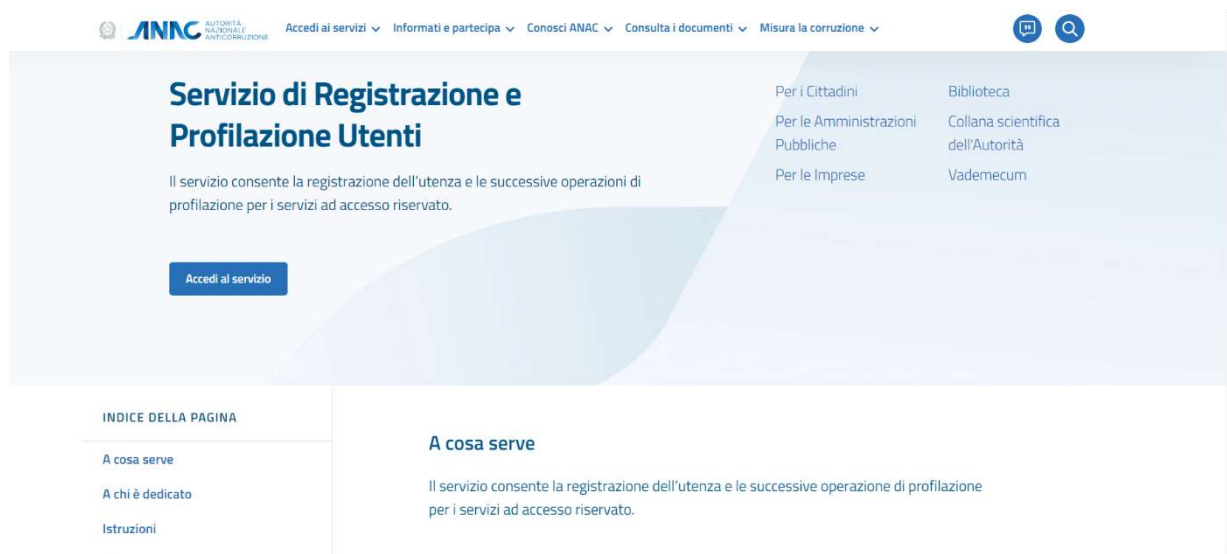 ANAC AUTORITÀ
NAZIONALE
ANTICORRUZIONE
Accedi ai servizi Informati e partecipa Conosci ANAC Consulta i documenti Misura la corruzione
Servizio di Registrazione e
Profilazione Utenti
Il servizio consente la registrazione dell'utenza e le successive operazioni di
profilazione per i servizi ad accesso riservato.
Accedi al servizio
Per i Cittadini
Per le Amministrazioni
Pubbliche
Per le Imprese
Biblioteca
Collana scientifica
dell'Autorità
Vademecum
INDICE DELLA PAGINA
A cosa serve
A chi è dedicato
Istruzioni
A cosa serve
Il servizio consente la registrazione dell'utenza e le successive operazione di profilazione
per i servizi ad accesso riservato.